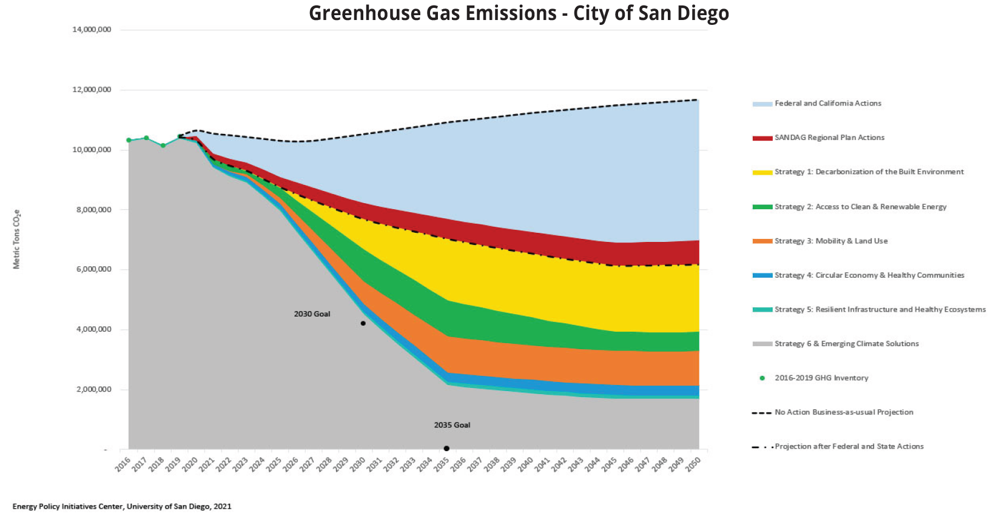 Greenhouse Gas Emissions - City of San Diego
14,000,000
12,000,000
10,000,000
8,000,000
6,000,000
4,000,000
2,000,000
-
Metric Tons CO₂e
2030 Goal
2035 Goal
2016
2017
2018
2019
2020
2021
2022
2023
2024
2025
2026
2027
2028
2029
2030
2031
2032
2033
2034
2035
2036
2037
2038
2039
2040
2041
2042
2043
2044
2045
2046
2047
2048
2049
2050
Federal and California Actions
SANDAG Regional Plan Actions
Strategy 1: Decarbonization of the Built Environment
Strategy 2: Access to Clean & Renewable Energy
Strategy 3: Mobility & Land Use
Strategy 4: Circular Economy & Healthy Communities
Strategy 5: Resilient Infrastructure and Healthy Ecosystems
Strategy 6 & Emerging Climate Solutions
2016-2019 GHG Inventory
No Action Business-as-usual Projection
Projection after Federal and State Actions
Energy Policy Initiatives Center, University of San Diego, 2021